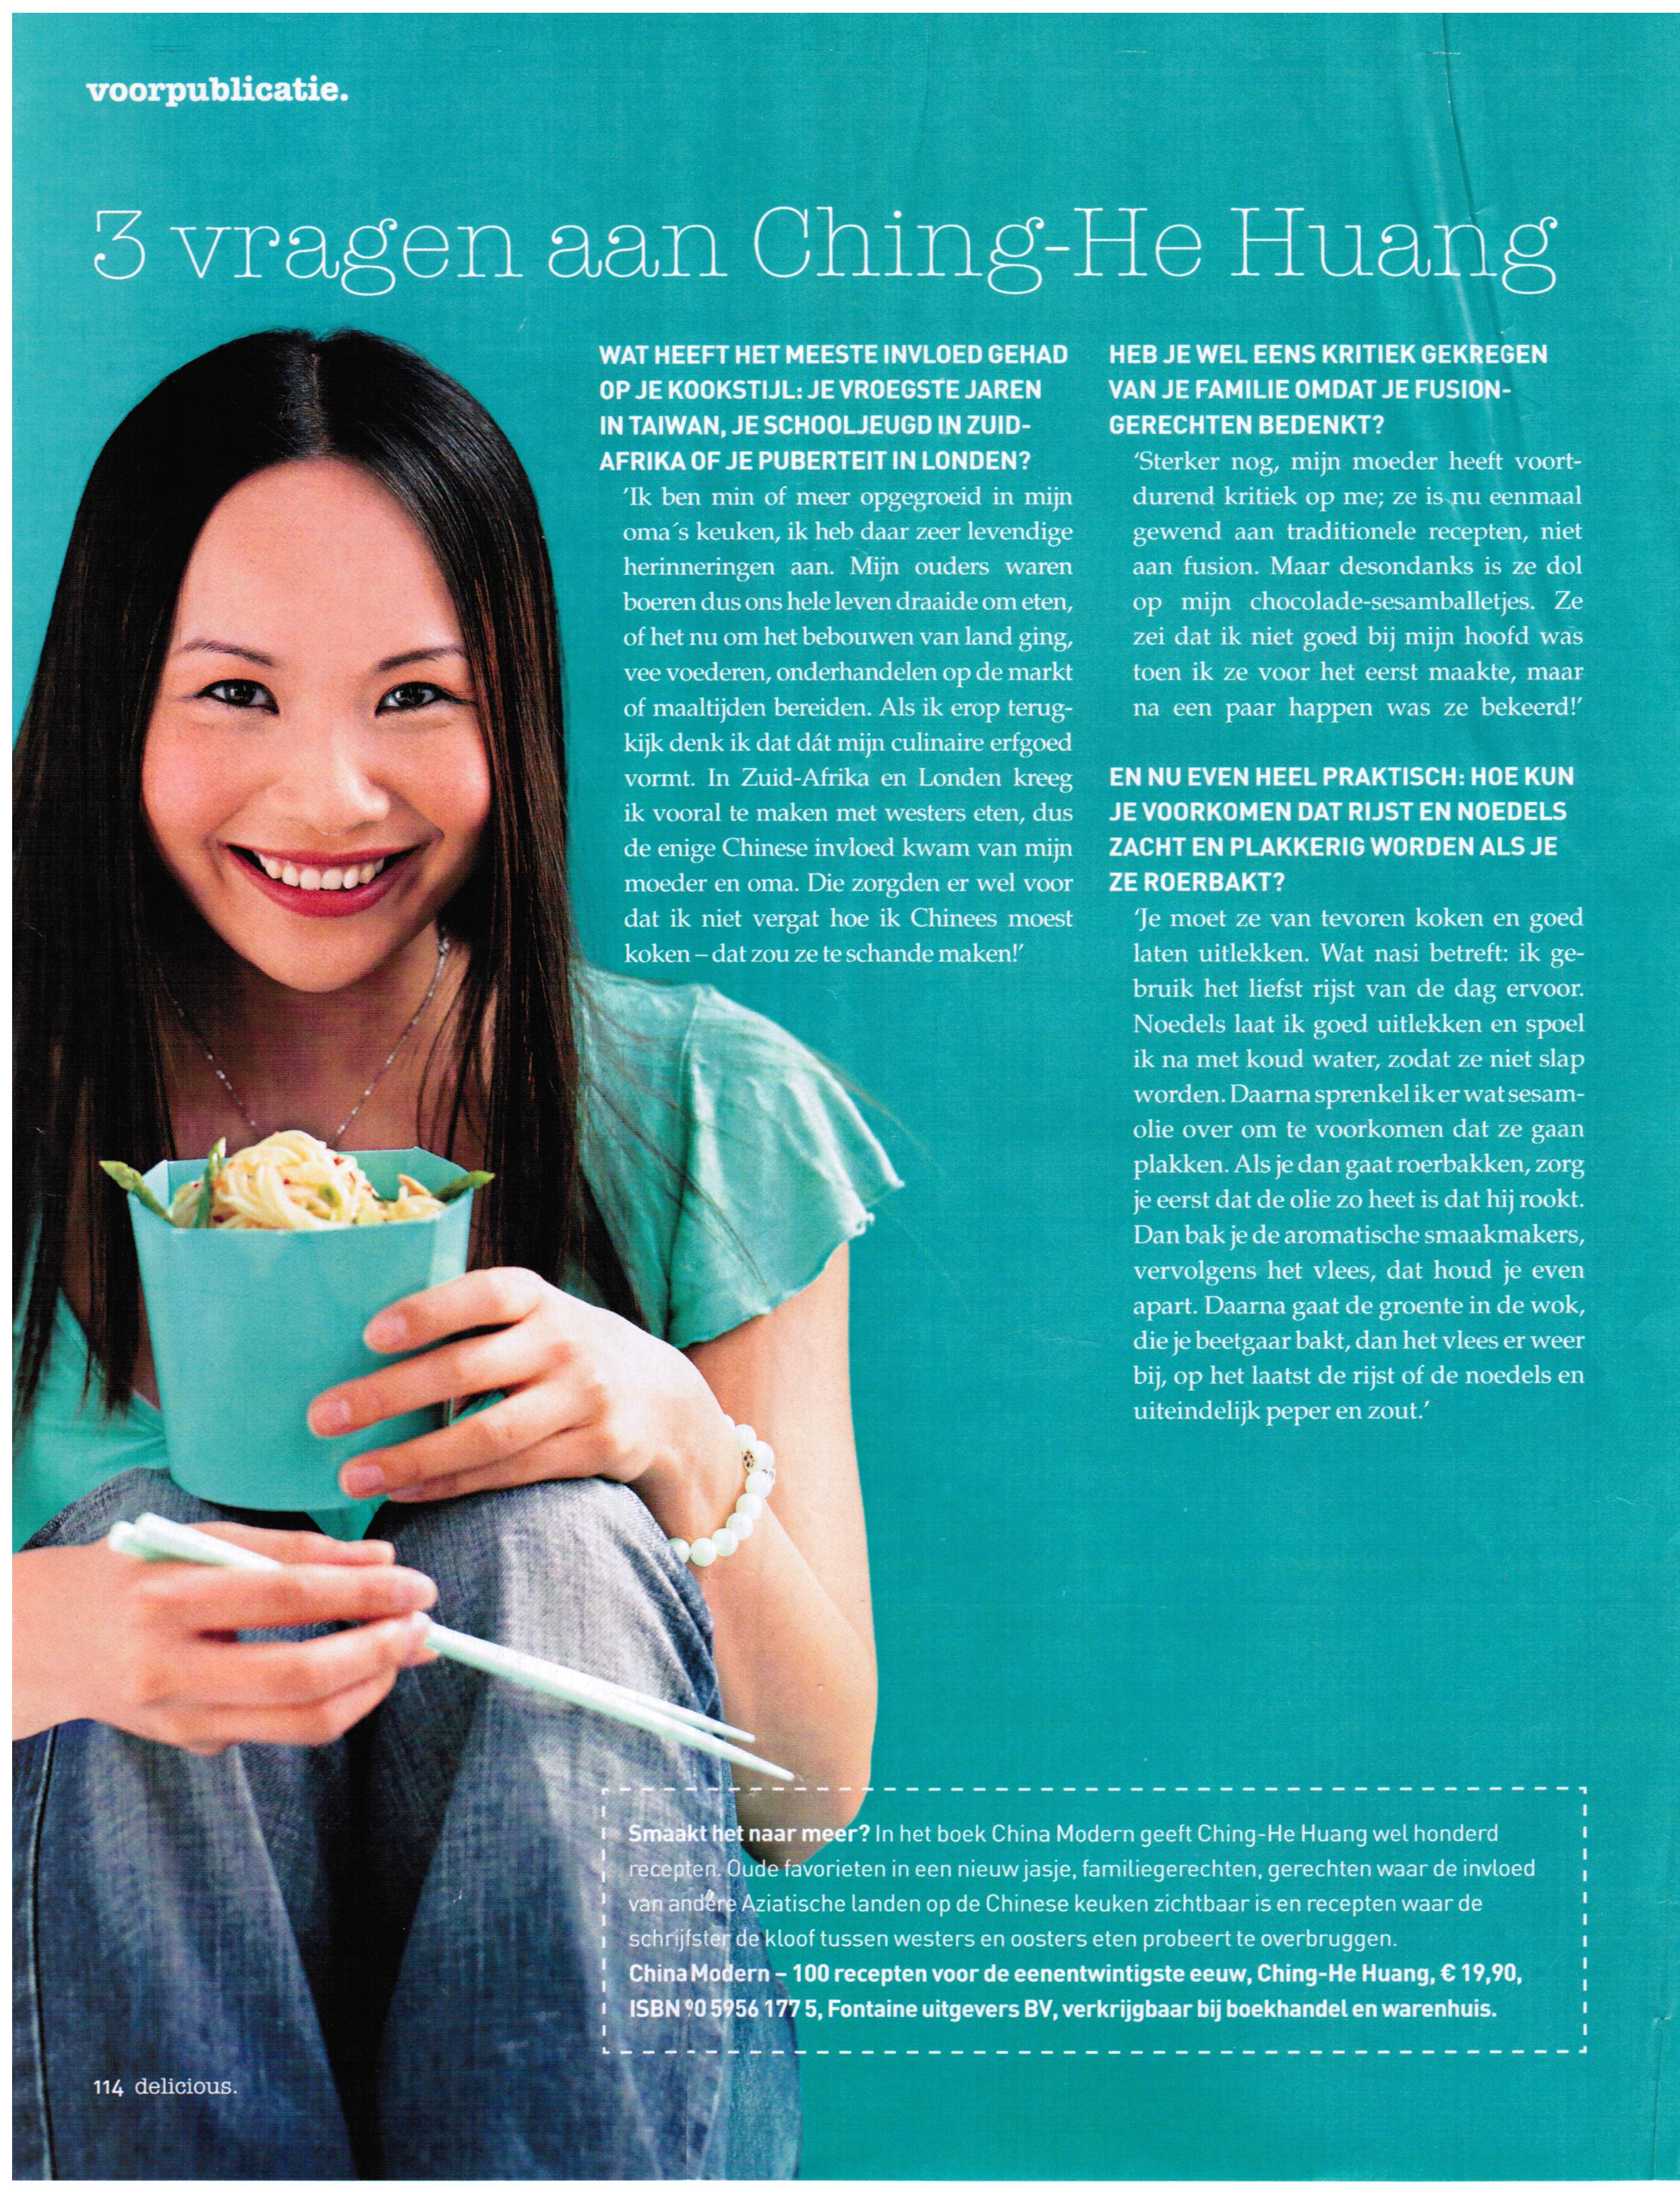 voorpublicatie.
3 vragen aan Ching-He Huang
WAT HEEFT HET MEESTE INVLOED GEHAD
OP JE KOOKSTIJL: JE VROEGSTE JAREN
IN TAIWAN, JE SCHOOLJEUGD IN ZUID-
AFRIKA OF JE PUBERTEIT IN LONDEN?
'Ik ben min of meer opgegroeid in mijn
oma´s keuken, ik heb daar zeer levendige
herinneringen aan. Mijn ouders waren
boeren dus ons hele leven draaide om eten,
of het nu om het bebouwen van land ging,
vee voederen, onderhandelen op de markt
of maaltijden bereiden. Als ik erop terug-
kijk denk ik dat dát mijn culinaire erfgoed
vormt. In Zuid-Afrika en Londen kreeg
ik vooral te maken met westers eten, dus
de enige Chinese invloed kwam van mijn
moeder en oma. Die zorgden er wel voor
dat ik niet vergat hoe ik Chinees moest
koken – dat zou ze te schande maken!'
HEB JE WEL EENS KRITIEK GEKREGEN
VAN JE FAMILIE OMDAT JE FUSION-
GERECHTEN BEDENKT?
'Sterker nog, mijn moeder heeft voort-
durend kritiek op me; ze is nu eenmaal
gewend aan traditionele recepten, niet
aan fusion. Maar desondanks is ze dol
op mijn chocolade-sesamballetjes. Ze
zei dat ik niet goed bij mijn hoofd was
toen ik ze voor het eerst maakte, maar
na een paar happen was ze bekeerd!'
EN NU EVEN HEEL PRAKTISCH: HOE KUN
JE VOORKOMEN DAT RIJST EN NOEDELS
ZACHT EN PLAKKERIG WORDEN ALS JE
ZE ROERBAKT?
'Je moet ze van tevoren koken en goed
laten uitlekken. Wat nasi betreft: ik ge-
bruik het liefst rijst van de dag ervoor.
Noedels laat ik goed uitlekken en spoel
ik na met koud water, zodat ze niet slap
worden. Daarna sprenkel ik er wat sesam-
olie over om te voorkomen dat ze gaan
plakken. Als je dan gaat roerbakken, zorg
je eerst dat de olie zo heet is dat hij rookt.
Dan bak je de aromatische smaakmakers,
vervolgens het vlees, dat houd je even
apart. Daarna gaat de groente in de wok,
die je beetgaar bakt, dan het vlees er weer
bij, op het laatst de rijst of de noedels en
uiteindelijk peper en zout.'
Smaakt het naar meer? In het boek China Modern geeft Ching-He Huang wel honderd
recepten. Oude favorieten in een nieuw jasje, familiegerechten, gerechten waar de invloed
van andere Aziatische landen op de Chinese keuken zichtbaar is en recepten waar de
schrijfster de kloof tussen westers en oosters eten probeert te overbruggen.
China Modern – 100 recepten voor de eenentwintigste eeuw, Ching-He Huang, € 19,90,
ISBN 90 5956 177 5, Fontaine uitgevers BV, verkrijgbaar bij boekhandel en warenhuis.
114 delicious.